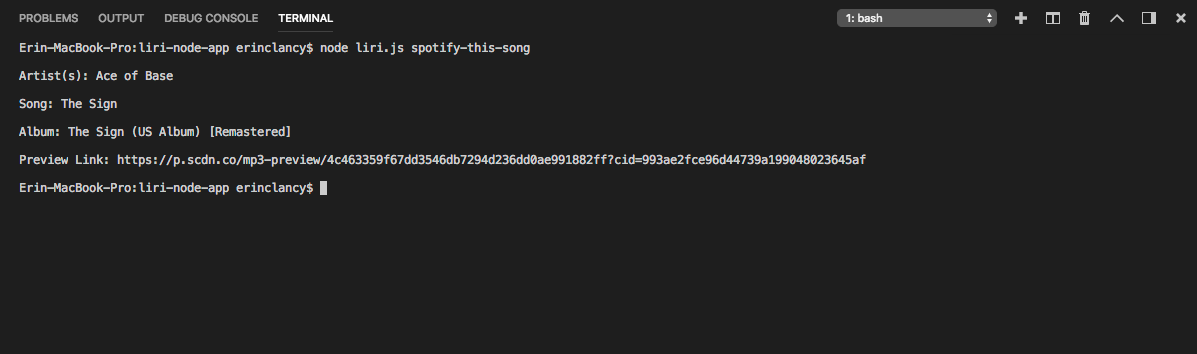 PROBLEMS OUTPUT DEBUG CONSOLE TERMINAL 1: bash
Erin-MacBook-Pro:liri-node-app erinclancy$ node liri.js spotify-this-song
Artist(s): Ace of Base
Song: The Sign
Album: The Sign (US Album) [Remastered]
Preview Link: https://p.scdn.co/mp3-preview/4c463359f67dd3546db7294d236dd0ae991882ff?cid=993ae2fce96d44739a199048023645af
Erin-MacBook-Pro:liri-node-app erinclancy$